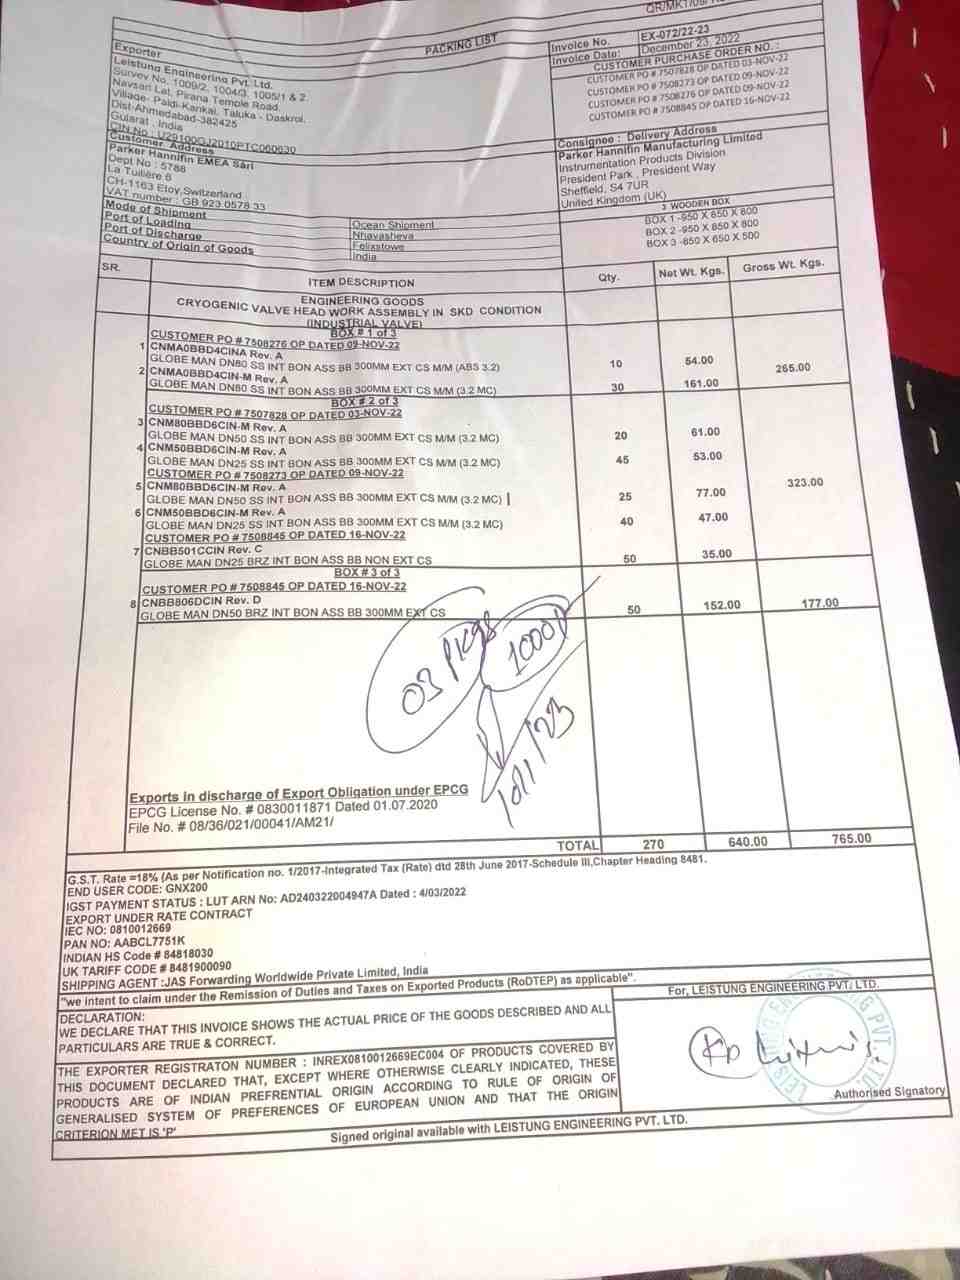 PACKING LIST
Exporter
Leistung Engineering Pvt. Ltd.
Survey No. 1009/2, 1004/3, 1005/1 & 2
Navsari Lat, Pirana Temple Road,
Village- Paldi-Kankaj, Taluka - Daskroi,
Dist-Ahmedabad-382425
Gujarat , India
CIN No : U29100GJ2010PTC060630
Invoice No. EX-072/22-23
Invoice Date: December 23, 2022
CUSTOMER PURCHASE ORDER NO. :
CUSTOMER PO # 7507828 OP DATED 03-NOV-22
CUSTOMER PO # 7508273 OP DATED 09-NOV-22
CUSTOMER PO # 7508276 OP DATED 09-NOV-22
CUSTOMER PO # 7508845 OP DATED 16-NOV-22
Customer Address
Parker Hannifin EMEA Sàrl
Dept No : 5788
La Tuilière 6
CH-1163 Etoy,Switzerland
VAT number : GB 923 0578 33
Consignee : Delivery Address
Parker Hannifin Manufacturing Limited
Instrumentation Products Division
President Park , President Way
Sheffield, S4 7UR
United Kingdom (UK)
Mode of Shipment Ocean Shipment
Port of Loading Nhavasheva
Port of Discharge Felixstowe
Country of Origin of Goods India
3 WOODEN BOX
BOX 1 -950 X 850 X 800
BOX 2 -950 X 850 X 800
BOX 3 -850 X 650 X 500
SR. ITEM DESCRIPTION Qty. Net Wt. Kgs. Gross Wt. Kgs.
ENGINEERING GOODS
CRYOGENIC VALVE HEAD WORK ASSEMBLY IN SKD CONDITION
(INDUSTRIAL VALVE)
BOX # 1 of 3
CUSTOMER PO # 7508276 OP DATED 09-NOV-22
1 CNMA0BBD4CINA Rev. A
GLOBE MAN DN80 SS INT BON ASS BB 300MM EXT CS M/M (ABS 3.2) 10 54.00 265.00
2 CNMA0BBD4CIN-M Rev. A
GLOBE MAN DN80 SS INT BON ASS BB 300MM EXT CS M/M (3.2 MC) 30 161.00
BOX # 2 of 3
CUSTOMER PO # 7507828 OP DATED 03-NOV-22
3 CNM80BBD6CIN-M Rev. A
GLOBE MAN DN50 SS INT BON ASS BB 300MM EXT CS M/M (3.2 MC) 20 61.00
4 CNM50BBD6CIN-M Rev. A
GLOBE MAN DN25 SS INT BON ASS BB 300MM EXT CS M/M (3.2 MC) 45 53.00
CUSTOMER PO # 7508273 OP DATED 09-NOV-22
5 CNM80BBD6CIN-M Rev. A
GLOBE MAN DN50 SS INT BON ASS BB 300MM EXT CS M/M (3.2 MC) 25 77.00 323.00
6 CNM50BBD6CIN-M Rev. A
GLOBE MAN DN25 SS INT BON ASS BB 300MM EXT CS M/M (3.2 MC) 40 47.00
CUSTOMER PO # 7508845 OP DATED 16-NOV-22
7 CNBB501CCIN Rev. C
GLOBE MAN DN25 BRZ INT BON ASS BB NON EXT CS 50 35.00
BOX # 3 of 3
CUSTOMER PO # 7508845 OP DATED 16-NOV-22
8 CNBB806DCIN Rev. D
GLOBE MAN DN50 BRZ INT BON ASS BB 300MM EXT CS 50 152.00 177.00
03 Pkgs
10/1/23
Exports in discharge of Export Obligation under EPCG
EPCG License No. # 0830011871 Dated 01.07.2020
File No. # 08/36/021/00041/AM21/
TOTAL 270 640.00 765.00
G.S.T. Rate =18% (As per Notification no. 1/2017-Integrated Tax (Rate) dtd 28th June 2017-Schedule III,Chapter Heading 8481.
END USER CODE: GNX200
IGST PAYMENT STATUS : LUT ARN No: AD240322004947A Dated : 4/03/2022
EXPORT UNDER RATE CONTRACT
IEC NO: 0810012669
PAN NO: AABCL7751K
INDIAN HS Code # 84818030
UK TARIFF CODE # 8481900090
SHIPPING AGENT :JAS Forwarding Worldwide Private Limited, India
"we intend to claim under the Remission of Duties and Taxes on Exported Products (RoDTEP) as applicable".
DECLARATION:
WE DECLARE THAT THIS INVOICE SHOWS THE ACTUAL PRICE OF THE GOODS DESCRIBED AND ALL
PARTICULARS ARE TRUE & CORRECT.
THE EXPORTER REGISTRATON NUMBER : INREX0810012669EC004 OF PRODUCTS COVERED BY
THIS DOCUMENT DECLARED THAT, EXCEPT WHERE OTHERWISE CLEARLY INDICATED, THESE
PRODUCTS ARE OF INDIAN PREFRENTIAL ORIGIN ACCORDING TO RULE OF ORIGIN OF
GENERALISED SYSTEM OF PREFERENCES OF EUROPEAN UNION AND THAT THE ORIGIN
CRITERION MET IS 'P'
For, LEISTUNG ENGINEERING PVT. LTD.
Authorised Signatory
Signed original available with LEISTUNG ENGINEERING PVT. LTD.